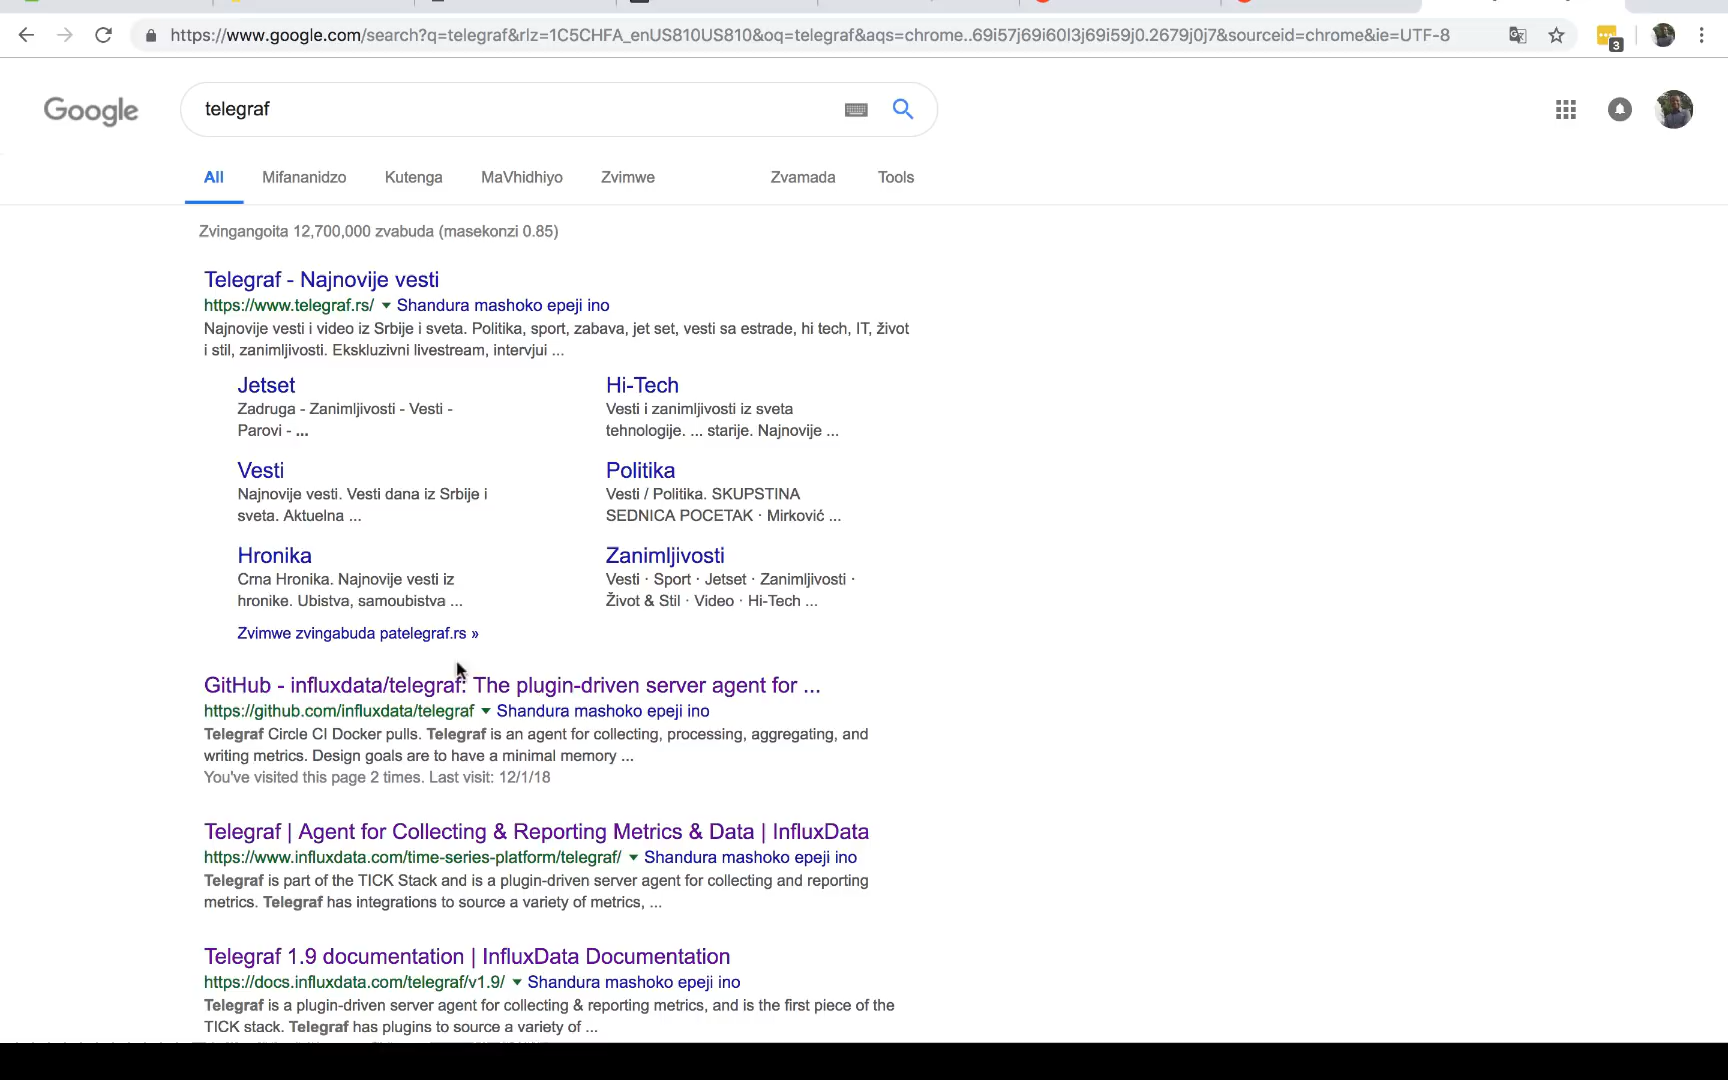 https://www.google.com/search?q=telegraf&rlz=1C5CHFA_enUS810US810&oq=telegraf&aqs=chrome..69i57j69i60l3j69i59j0.2679j0j7&sourceid=chrome&ie=UTF-8
3
Google
telegraf
All Mifananidzo Kutenga MaVhidhiyo Zvimwe Zvamada Tools
Zvingangoita 12,700,000 zvabuda (masekonzi 0.85)
Telegraf - Najnovije vesti
https://www.telegraf.rs/ Shandura mashoko epeji ino
Najnovije vesti i video iz Srbije i sveta. Politika, sport, zabava, jet set, vesti sa estrade, hi tech, IT, život
i stil, zanimljivosti. Ekskluzivni livestream, intervjui ...
Jetset
Zadruga - Zanimljivosti - Vesti -
Parovi - ...
Hi-Tech
Vesti i zanimljivosti iz sveta
tehnologije. ... starije. Najnovije ...
Vesti
Najnovije vesti. Vesti dana iz Srbije i
sveta. Aktuelna ...
Politika
Vesti / Politika. SKUPSTINA
SEDNICA POCETAK · Mirković ...
Hronika
Crna Hronika. Najnovije vesti iz
hronike. Ubistva, samoubistva ...
Zanimljivosti
Vesti · Sport · Jetset · Zanimljivosti ·
Život & Stil · Video · Hi-Tech ...
Zvimwe zvingabuda patelegraf.rs »
GitHub - influxdata/telegraf: The plugin-driven server agent for ...
https://github.com/influxdata/telegraf Shandura mashoko epeji ino
Telegraf Circle CI Docker pulls. Telegraf is an agent for collecting, processing, aggregating, and
writing metrics. Design goals are to have a minimal memory ...
You've visited this page 2 times. Last visit: 12/1/18
Telegraf | Agent for Collecting & Reporting Metrics & Data | InfluxData
https://www.influxdata.com/time-series-platform/telegraf/ Shandura mashoko epeji ino
Telegraf is part of the TICK Stack and is a plugin-driven server agent for collecting and reporting
metrics. Telegraf has integrations to source a variety of metrics, ...
Telegraf 1.9 documentation | InfluxData Documentation
https://docs.influxdata.com/telegraf/v1.9/ Shandura mashoko epeji ino
Telegraf is a plugin-driven server agent for collecting & reporting metrics, and is the first piece of the
TICK stack. Telegraf has plugins to source a variety of ...